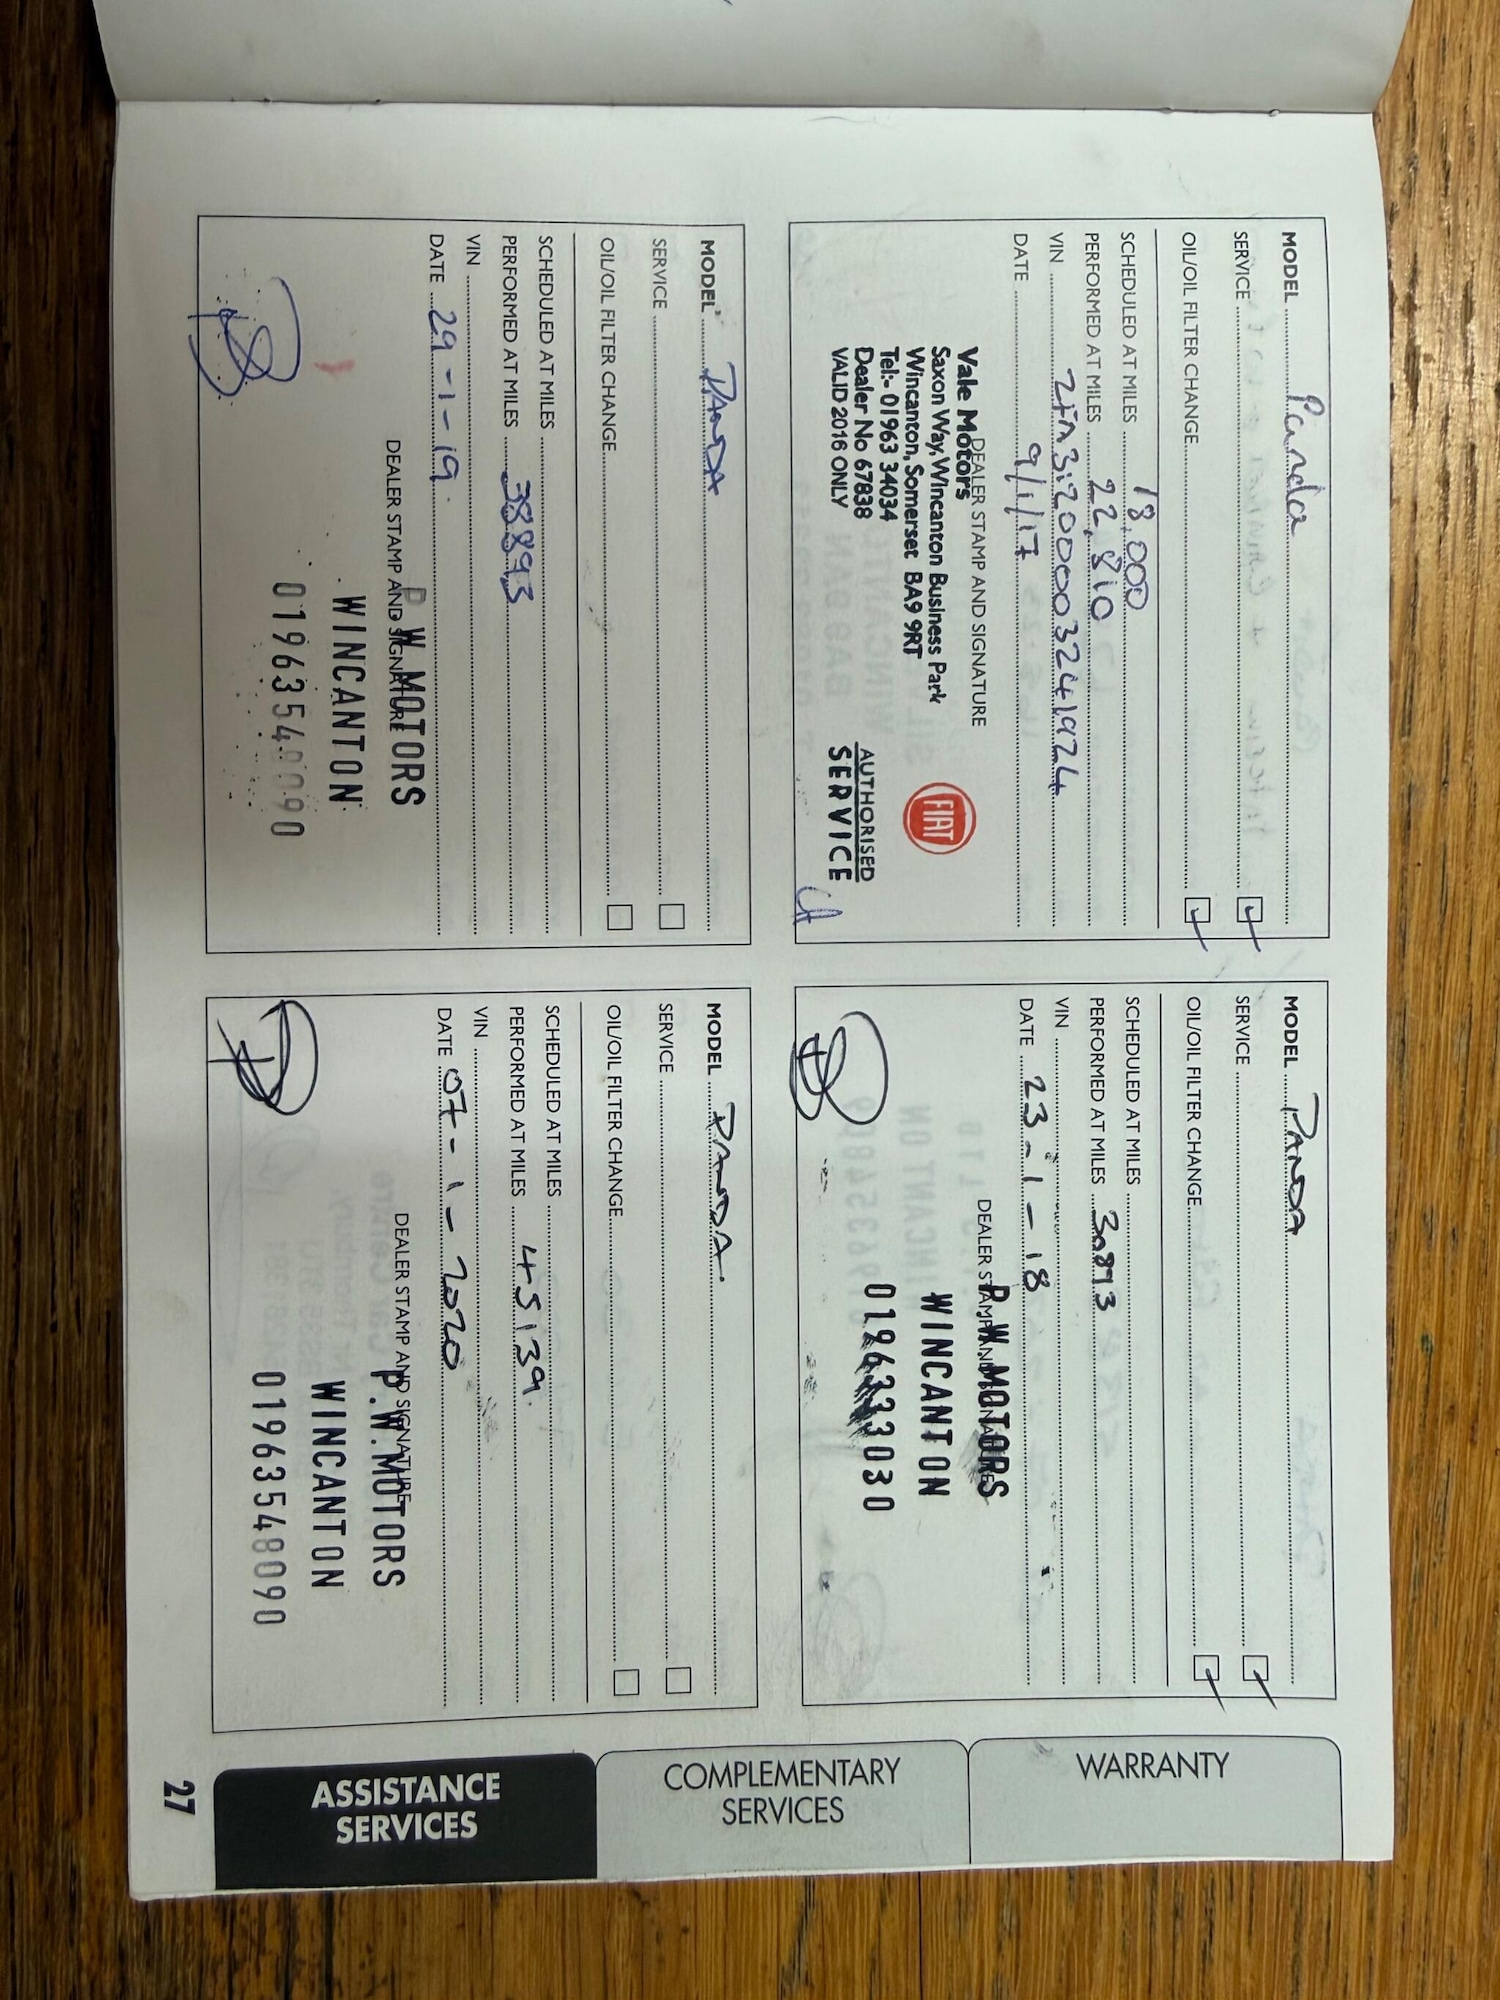 MODEL Panda
SERVICE
OIL/OIL FILTER CHANGE
SCHEDULED AT MILES 18,000
PERFORMED AT MILES 22,810
VIN ZFA31200003241924
DATE 9/1/17
DEALER STAMP AND SIGNATURE
Vale Motors
Saxon Way, Wincanton Business Park
Wincanton, Somerset BA9 9RT
Tel:- 01963 34034
Dealer No 67838
VALID 2016 ONLY
FIAT
AUTHORISED
SERVICE
MODEL PANDA
SERVICE
OIL/OIL FILTER CHANGE
SCHEDULED AT MILES
PERFORMED AT MILES 30893
VIN
DATE 23-1-18
DEALER STAMP AND SIGNATURE
P.W.MOTORS
WINCANTON
0196333030
MODEL PANDA
SERVICE
OIL/OIL FILTER CHANGE
SCHEDULED AT MILES
PERFORMED AT MILES 38893
VIN
DATE 29-1-19.
DEALER STAMP AND SIGNATURE
P W MOTORS
WINCANTON
01963548090
MODEL PANDA.
SERVICE
OIL/OIL FILTER CHANGE
SCHEDULED AT MILES
PERFORMED AT MILES 45139.
VIN
DATE 07-1-2020
DEALER STAMP AND SIGNATURE
P.W.MOTORS
WINCANTON
01963548090
WARRANTY
COMPLEMENTARY
SERVICES
ASSISTANCE
SERVICES
27